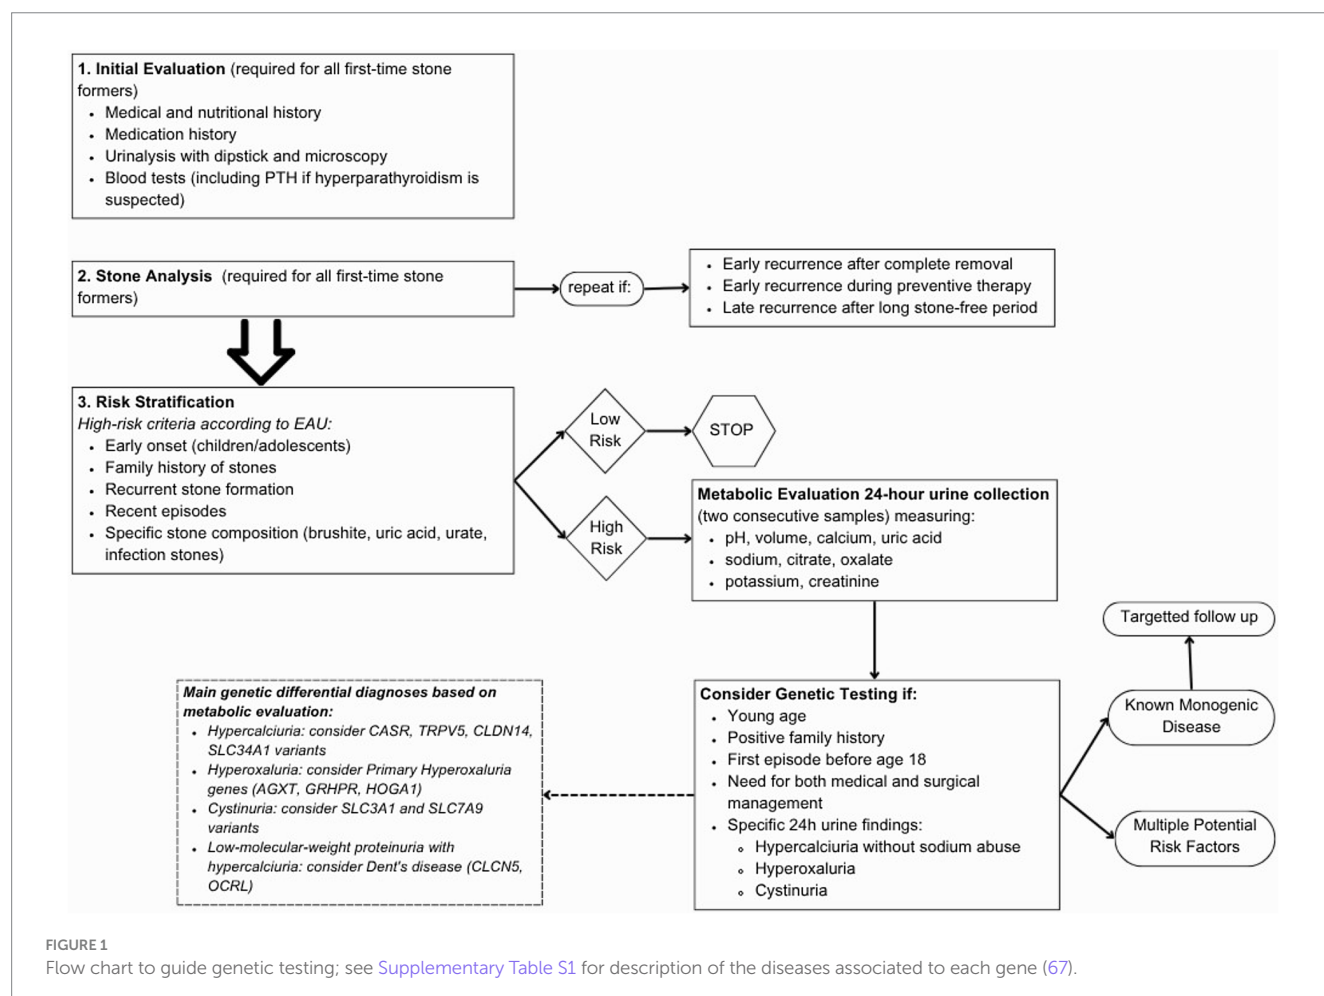 1. Initial Evaluation (required for all first-time stone
formers)
• Medical and nutritional history
• Medication history
• Urinalysis with dipstick and microscopy
• Blood tests (including PTH if hyperparathyroidism is
suspected)
2. Stone Analysis (required for all first-time stone
formers)
repeat if:
• Early recurrence after complete removal
• Early recurrence during preventive therapy
• Late recurrence after long stone-free period
3. Risk Stratification
High-risk criteria according to EAU:
• Early onset (children/adolescents)
• Family history of stones
• Recurrent stone formation
• Recent episodes
• Specific stone composition (brushite, uric acid, urate,
infection stones)
Low
Risk
STOP
High
Risk
Metabolic Evaluation 24-hour urine collection
(two consecutive samples) measuring:
• pH, volume, calcium, uric acid
• sodium, citrate, oxalate
• potassium, creatinine
Consider Genetic Testing if:
• Young age
• Positive family history
• First episode before age 18
• Need for both medical and surgical
management
• Specific 24h urine findings:
∘ Hypercalciuria without sodium abuse
∘ Hyperoxaluria
∘ Cystinuria
Targetted follow up
Known Monogenic
Disease
Multiple Potential
Risk Factors
Main genetic differential diagnoses based on
metabolic evaluation:
• Hypercalciuria: consider CASR, TRPV5, CLDN14,
SLC34A1 variants
• Hyperoxaluria: consider Primary Hyperoxaluria
genes (AGXT, GRHPR, HOGA1)
• Cystinuria: consider SLC3A1 and SLC7A9
variants
• Low-molecular-weight proteinuria with
hypercalciuria: consider Dent's disease (CLCN5,
OCRL)
FIGURE 1
Flow chart to guide genetic testing; see Supplementary Table S1 for description of the diseases associated to each gene (67).